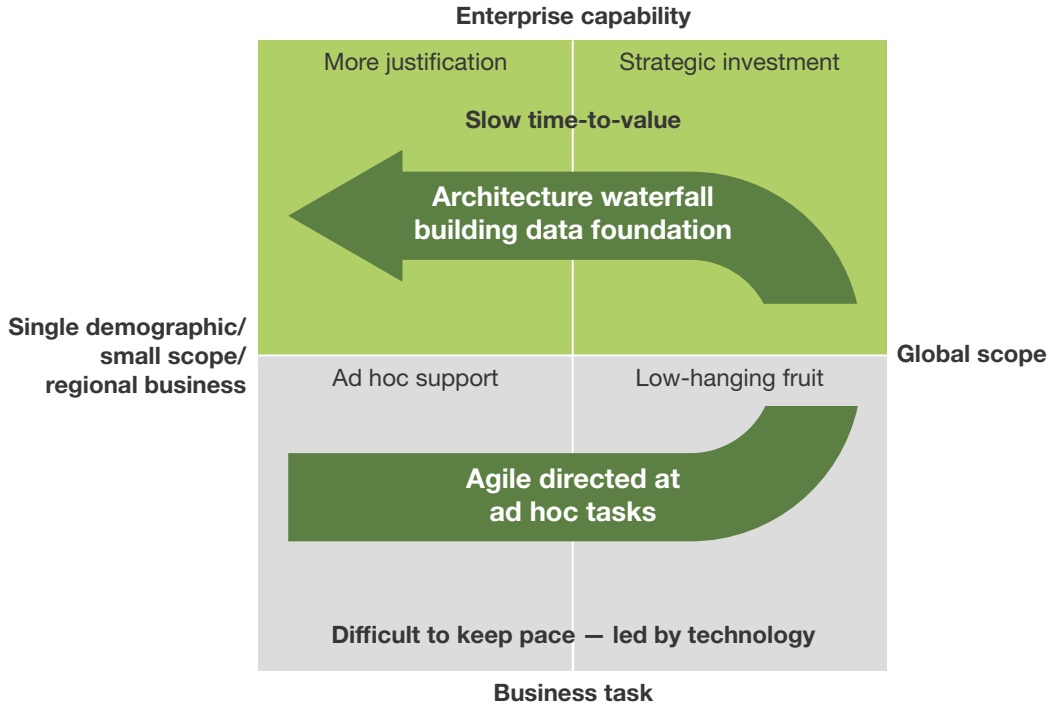 Enterprise capability
More justification
Strategic investment
Slow time-to-value
Architecture waterfall
building data foundation
Single demographic/
small scope/
regional business
Global scope
Ad hoc support
Low-hanging fruit
Agile directed at
ad hoc tasks
Difficult to keep pace — led by technology
Business task